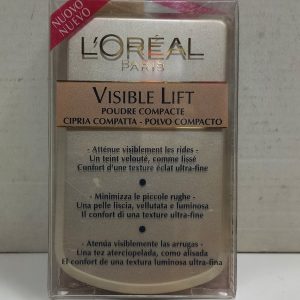 NUOVO
NUEVO
L'ORÉAL
PARIS
VISIBLE LIFT
POUDRE COMPACTE
CIPRIA COMPATTA - POLVO COMPACTO
- Atténue visiblement les rides -
Un teint velouté, comme lissé
Confort d'une texture éclat ultra-fine
- Minimizza le piccole rughe -
Una pelle liscia, vellutata e luminosa
Il confort di una texture ultra-fine
- Atenúa visiblemente las arrugas -
Una tez aterciopelada, como alisada
El confort de una textura luminosa ultra-fina